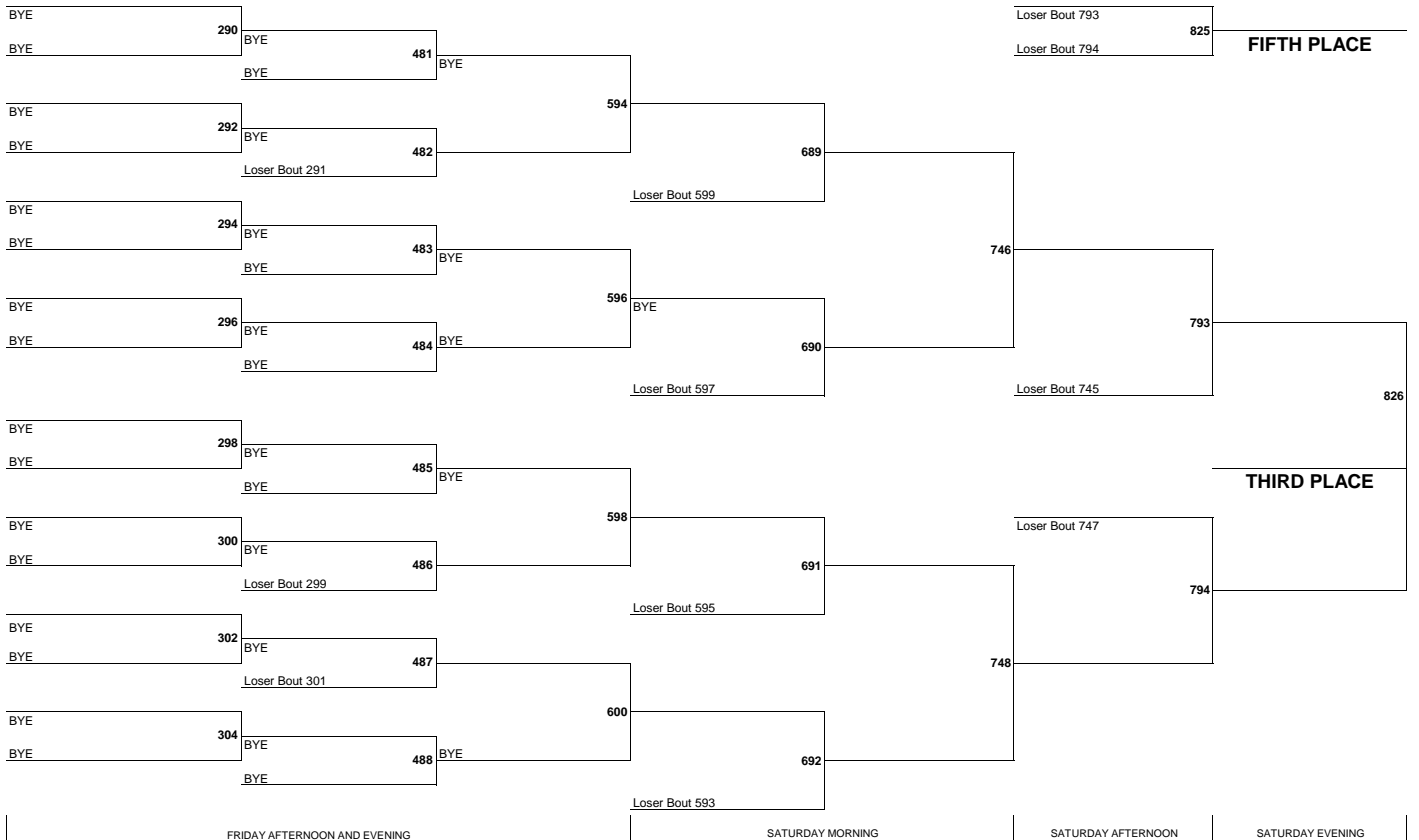 BYE
290
BYE
BYE
481
BYE
BYE
BYE
292
BYE
BYE
482
Loser Bout 291
594
689
Loser Bout 599
BYE
294
BYE
BYE
483
BYE
BYE
BYE
296
BYE
BYE
484
BYE
BYE
596
BYE
690
Loser Bout 597
746
BYE
298
BYE
BYE
485
BYE
BYE
BYE
300
BYE
BYE
486
Loser Bout 299
598
691
Loser Bout 595
BYE
302
BYE
BYE
487
Loser Bout 301
BYE
304
BYE
BYE
488
BYE
BYE
600
692
Loser Bout 593
748
Loser Bout 793
825
Loser Bout 794
FIFTH PLACE
793
Loser Bout 745
826
THIRD PLACE
Loser Bout 747
794
FRIDAY AFTERNOON AND EVENING
SATURDAY MORNING
SATURDAY AFTERNOON
SATURDAY EVENING